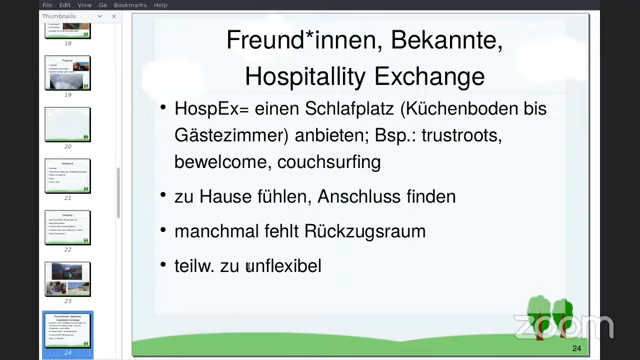 File Edit View Go Bookmarks Help
Thumbnails
18
19
20
21
22
23
24
Freund*innen, Bekannte,
Hospitallity Exchange
• HospEx= einen Schlafplatz (Küchenboden bis
Gästezimmer) anbieten; Bsp.: trustroots,
bewelcome, couchsurfing
• zu Hause fühlen, Anschluss finden
• manchmal fehlt Rückzugsraum
• teilw. zu unflexibel
zoom
24